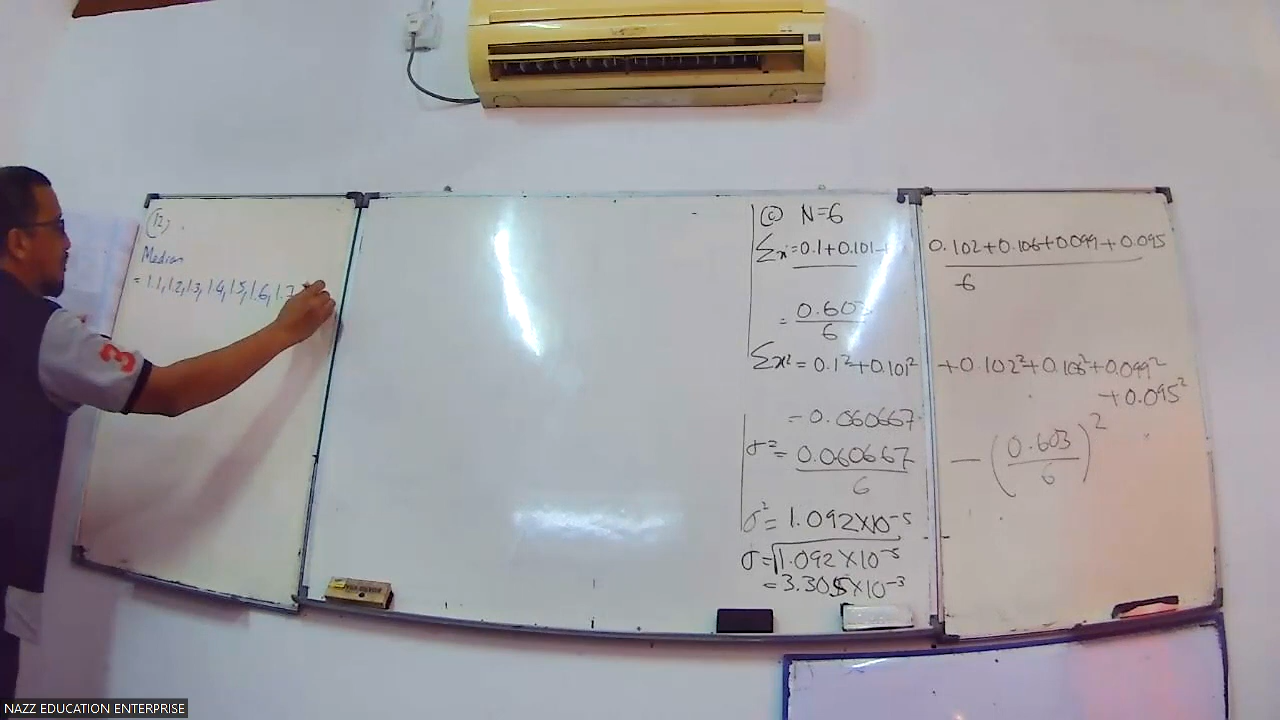 (12)
Median
= 1.1, 1.2, 1.3, 1.4, 1.5, 1.6, 1.7
(c) N=6
Σx = 0.1+0.101+ 0.102+0.106+0.099+0.095
6
= 0.603
6
Σx² = 0.1²+0.101² +0.102²+0.106²+0.099²
+0.095²
= 0.060667
σ² = 0.060667 − (0.603)²
6 6
σ² = 1.092×10⁻⁵
σ = √1.092×10⁻⁵
= 3.305×10⁻³
3
NAZZ EDUCATION ENTERPRISE